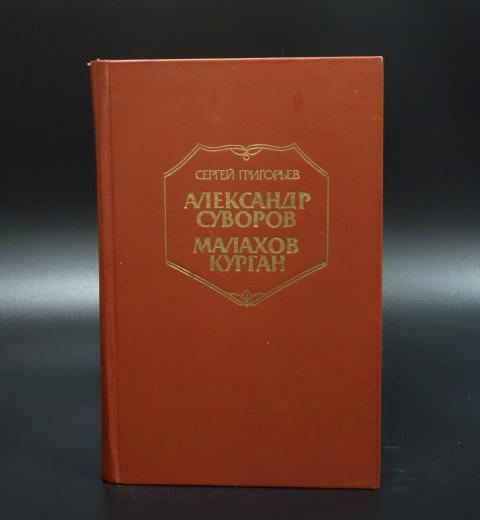 СЕРГЕЙ ГРИГОРЬЕВ
АЛЕКСАНДР
СУВОРОВ
МАЛАХОВ
КУРГАН